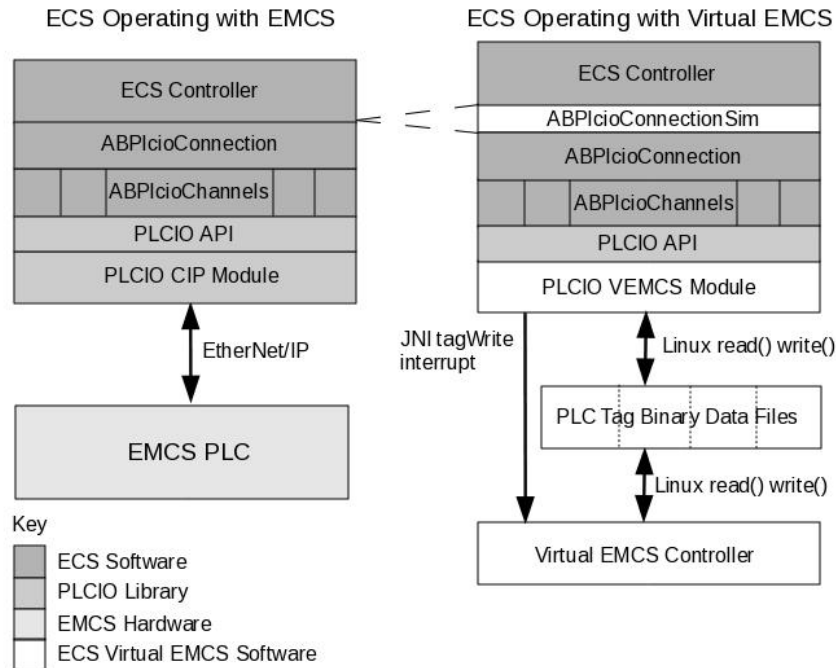 ECS Operating with EMCS
ECS Controller
ABPlcioConnection
ABPlcioChannels
PLCIO API
PLCIO CIP Module
EtherNet/IP
EMCS PLC
Key
ECS Software
PLCIO Library
EMCS Hardware
ECS Virtual EMCS Software
ECS Operating with Virtual EMCS
ECS Controller
ABPlcioConnectionSim
ABPlcioConnection
ABPlcioChannels
PLCIO API
PLCIO VEMCS Module
JNI tagWrite
interrupt
Linux read() write()
PLC Tag Binary Data Files
Linux read() write()
Virtual EMCS Controller